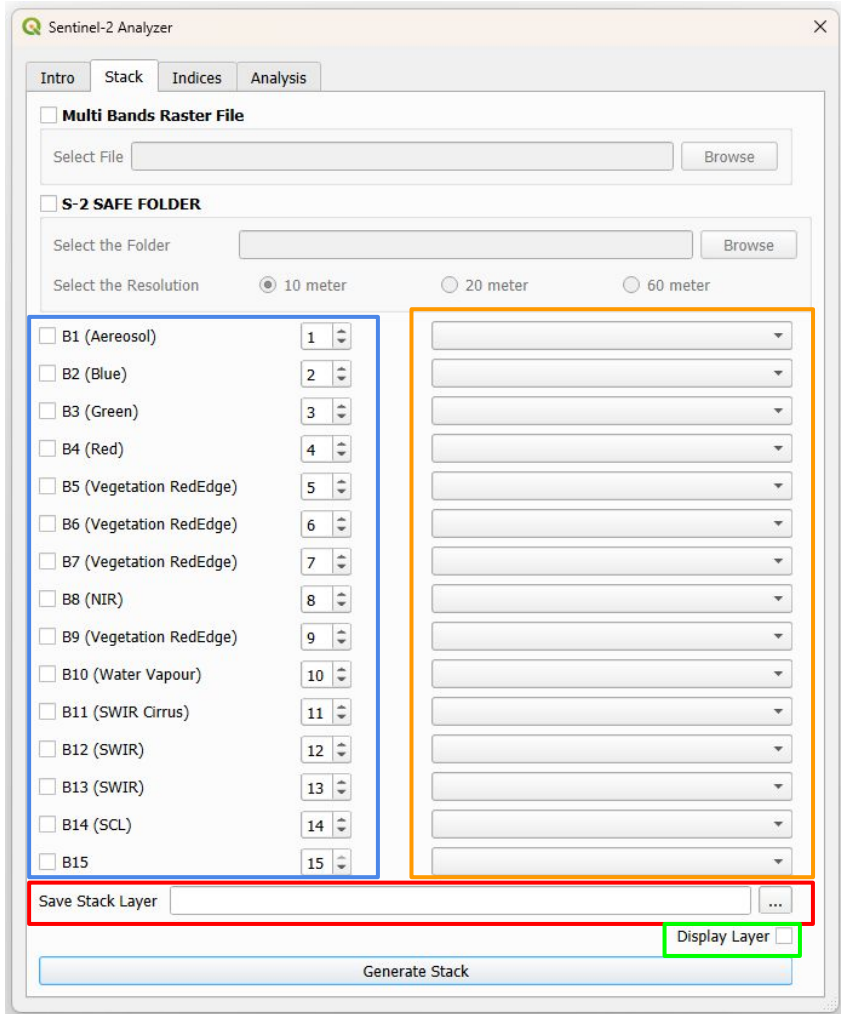 Sentinel-2 Analyzer
Intro Stack Indices Analysis
Multi Bands Raster File
Select File Browse
S-2 SAFE FOLDER
Select the Folder Browse
Select the Resolution 10 meter 20 meter 60 meter
B1 (Aereosol) 1
B2 (Blue) 2
B3 (Green) 3
B4 (Red) 4
B5 (Vegetation RedEdge) 5
B6 (Vegetation RedEdge) 6
B7 (Vegetation RedEdge) 7
B8 (NIR) 8
B9 (Vegetation RedEdge) 9
B10 (Water Vapour) 10
B11 (SWIR Cirrus) 11
B12 (SWIR) 12
B13 (SWIR) 13
B14 (SCL) 14
B15 15
Save Stack Layer ...
Display Layer
Generate Stack